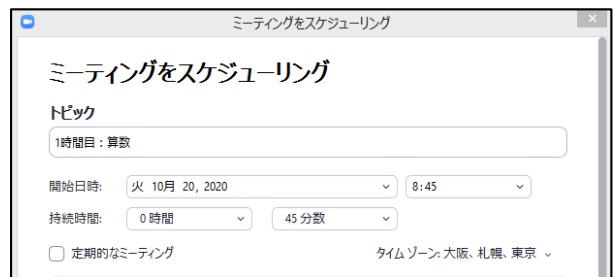 ミーティングをスケジューリング
ミーティングをスケジューリング
トピック
1時間目：算数
開始日時: 火 10月 20, 2020 8:45
持続時間: 0 時間 45 分数
定期的なミーティング タイム ゾーン: 大阪、札幌、東京